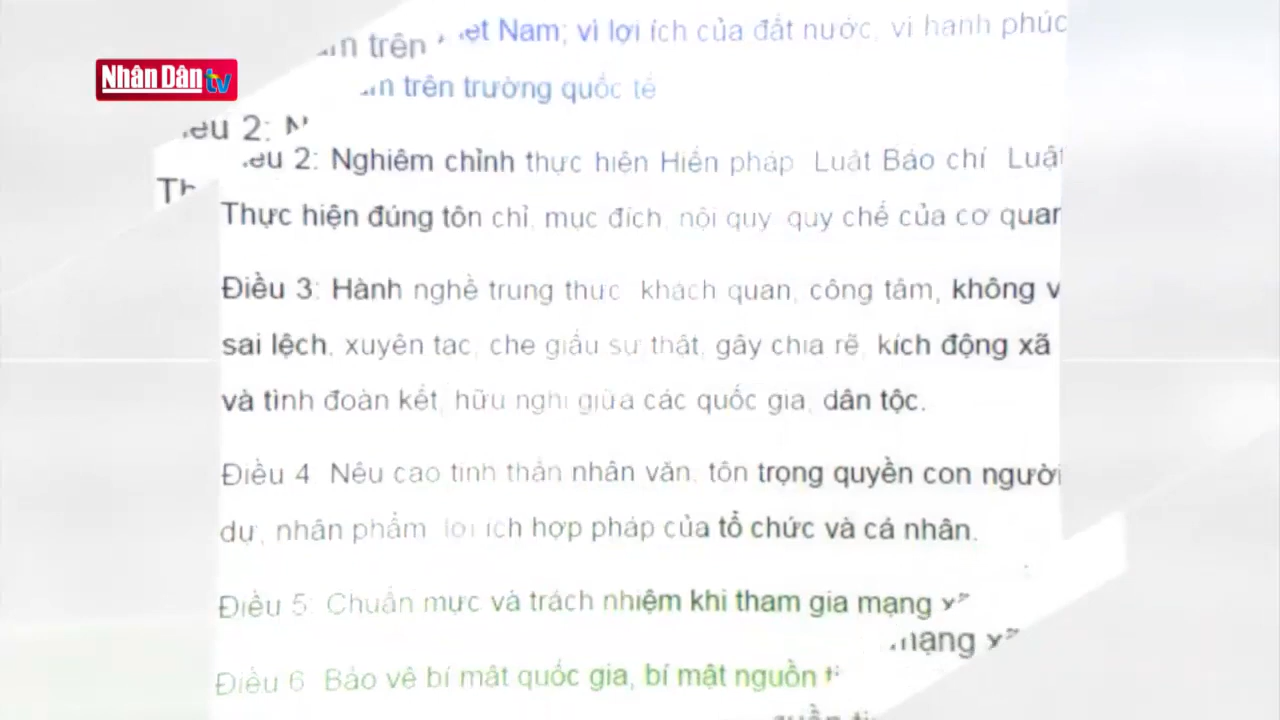 Nhân Dân tv
trên
Nam; vì lợi ích của đất nước, vì hạnh phúc
trên trường quốc tế
2:
2: Nghiêm chỉnh thực hiện Hiến pháp Luật Báo chí Luật
Thực hiện đúng tôn chỉ, mục đích, nội quy quy chế của cơ quan
Điều 3: Hành nghề trung thực khách quan, công tâm, không
sai lệch, xuyên tạc, che giấu sự thật, gây chia rẽ, kích động xã
và tình đoàn kết, hữu nghị giữa các quốc gia, dân tộc.
Điều 4 Nêu cao tinh thần nhân văn, tôn trọng quyền con người
dự, nhân phẩm lợi ích hợp pháp của tổ chức và cá nhân.
Điều 5: Chuẩn mực và trách nhiệm khi tham gia mạng
mạng
Điều 6 Bảo vệ bí mật quốc gia, bí mật nguồn